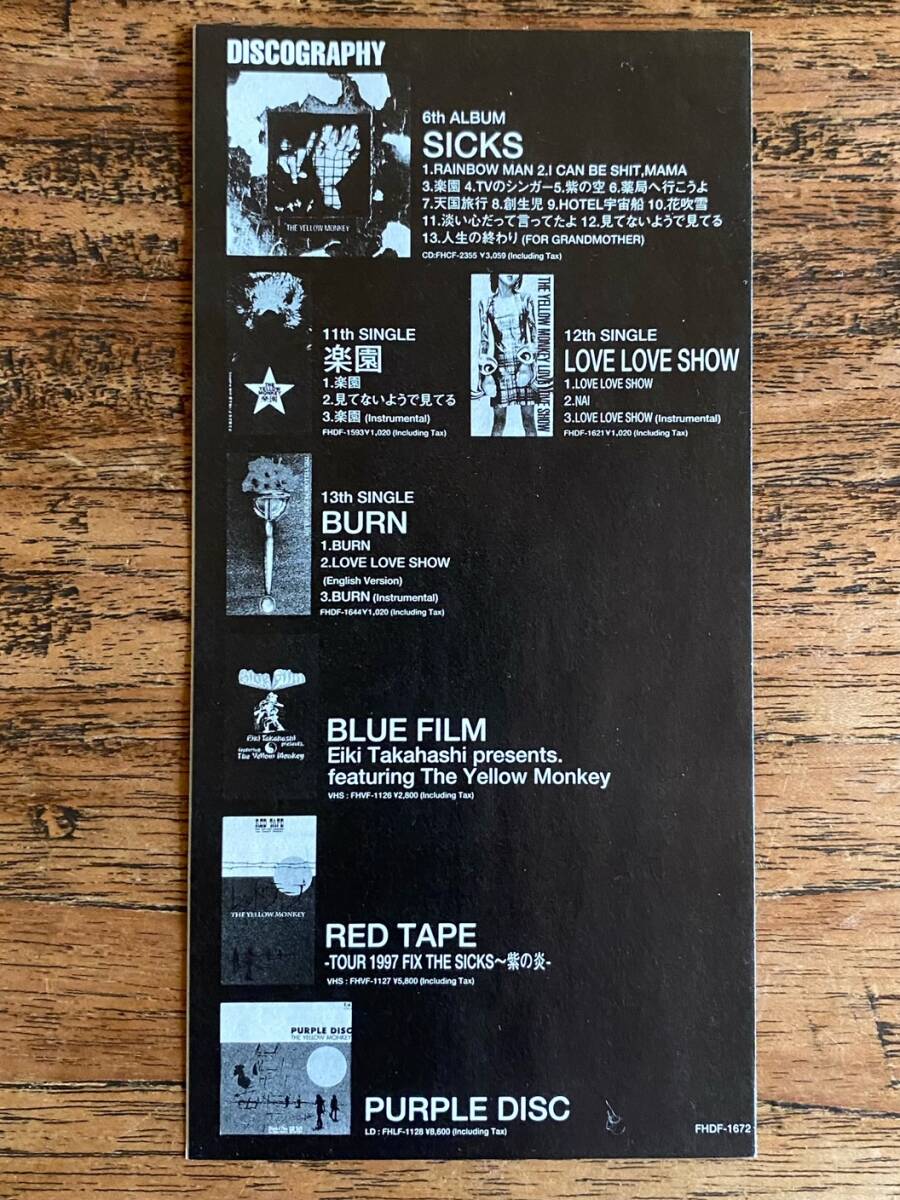 DISCOGRAPHY
THE YELLOW MONKEY
6th ALBUM
SICKS
1.RAINBOW MAN 2.I CAN BE SHIT,MAMA
3.楽園 4.TVのシンガー 5.紫の空 6.薬局へ行こうよ
7.天国旅行 8.創生児 9.HOTEL宇宙船 10.花吹雪
11.淡い心だって言ってたよ 12.見てないようで見てる
13.人生の終わり (FOR GRANDMOTHER)
CD:FHCF-2355 ¥3,059 (Including Tax)
11th SINGLE
楽園
1.楽園
2.見てないようで見てる
3.楽園 (Instrumental)
FHDF-1593 ¥1,020 (Including Tax)
THE YELLOW MONKEY LOVE LOVE SHOW
12th SINGLE
LOVE LOVE SHOW
1.LOVE LOVE SHOW
2.NAI
3.LOVE LOVE SHOW (Instrumental)
FHDF-1621 ¥1,020 (Including Tax)
13th SINGLE
BURN
1.BURN
2.LOVE LOVE SHOW
(English Version)
3.BURN (Instrumental)
FHDF-1644 ¥1,020 (Including Tax)
Blue Film
Eiki Takahashi
presents.
featuring
The Yellow Monkey
BLUE FILM
Eiki Takahashi presents.
featuring The Yellow Monkey
VHS : FHVF-1126 ¥2,800 (Including Tax)
RED TAPE
THE YELLOW MONKEY
RED TAPE
-TOUR 1997 FIX THE SICKS〜紫の炎-
VHS : FHVF-1127 ¥5,800 (Including Tax)
PURPLE DISC
THE YELLOW MONKEY
PURPLE DISC
LD : FHLF-1128 ¥8,600 (Including Tax)
FHDF-1672